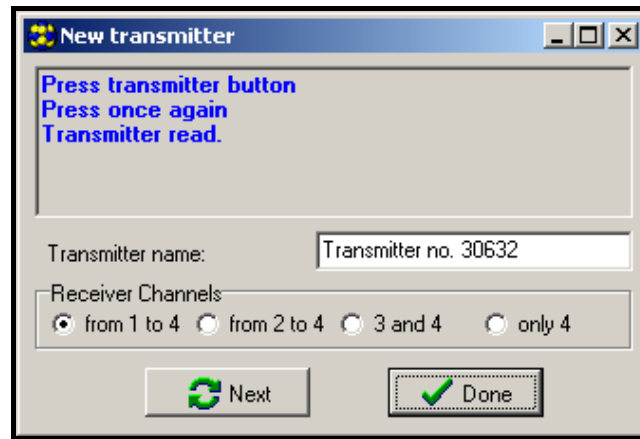 New transmitter
Press transmitter button
Press once again
Transmitter read.
Transmitter name: Transmitter no. 30632
Receiver Channels
from 1 to 4 from 2 to 4 3 and 4 only 4
Next Done